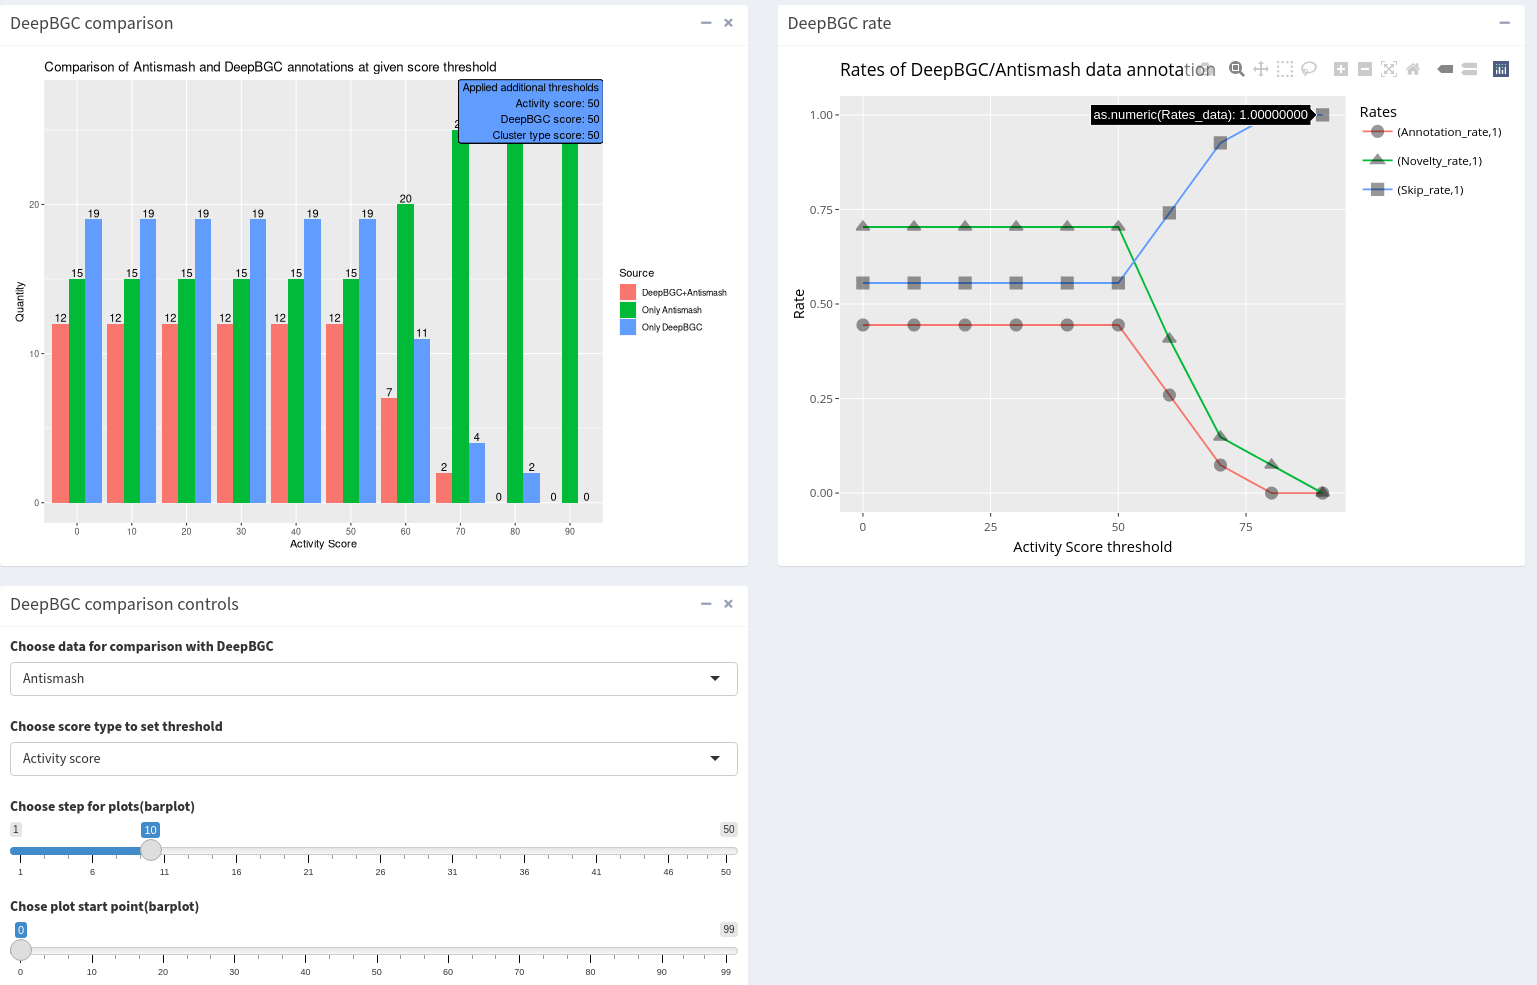 DeepBGC comparison
Comparison of Antismash and DeepBGC annotations at given score threshold
Applied additional thresholds
Activity score: 50
DeepBGC score: 50
Cluster type score: 50
Quantity
20
10
0
12 15 19
12 15 19
12 15 19
12 15 19
12 15 19
12 15 19
7 20 11
2 2 4
0 2
0 0
0 10 20 30 40 50 60 70 80 90
Activity Score
Source
DeepBGC+Antismash
Only Antismash
Only DeepBGC
DeepBGC rate
Rates of DeepBGC/Antismash data annotation
as.numeric(Rates_data): 1.00000000
Rate
1.00
0.75
0.50
0.25
0.00
0 25 50 75
Activity Score threshold
Rates
(Annotation_rate,1)
(Novelty_rate,1)
(Skip_rate,1)
DeepBGC comparison controls
Choose data for comparison with DeepBGC
Antismash
Choose score type to set threshold
Activity score
Choose step for plots(barplot)
1 10 50
1 6 11 16 21 26 31 36 41 46 50
Chose plot start point(barplot)
0 99
0 10 20 30 40 50 60 70 80 90 99